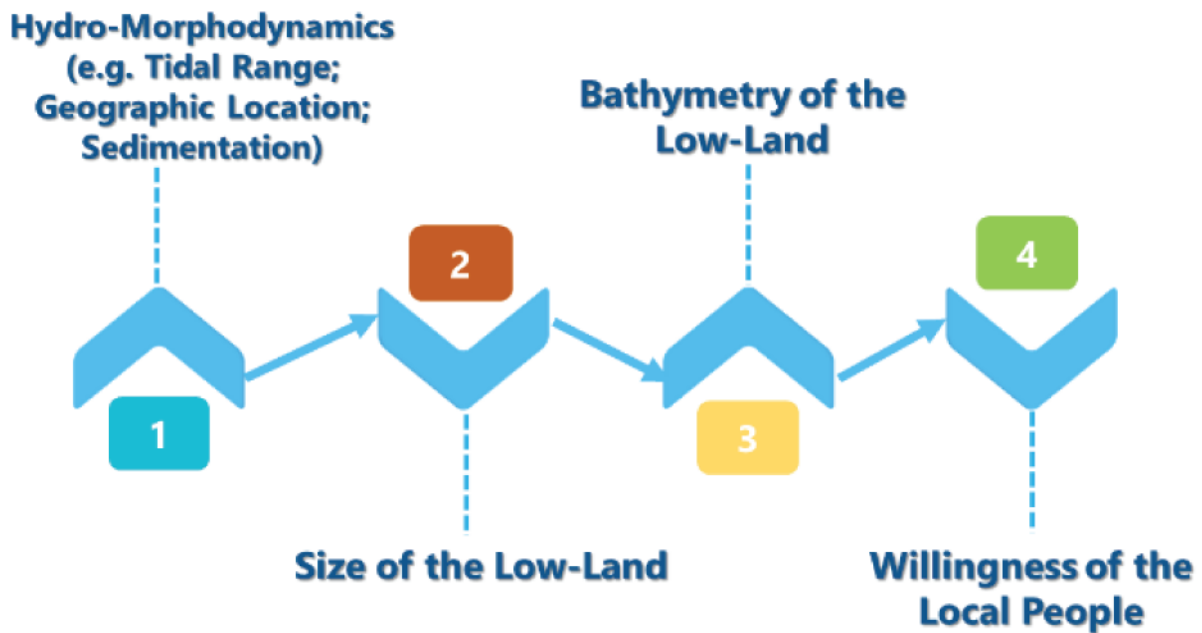 Hydro-Morphodynamics
(e.g. Tidal Range;
Geographic Location;
Sedimentation)
1
2
Size of the Low-Land
Bathymetry of the
Low-Land
3
4
Willingness of the
Local People